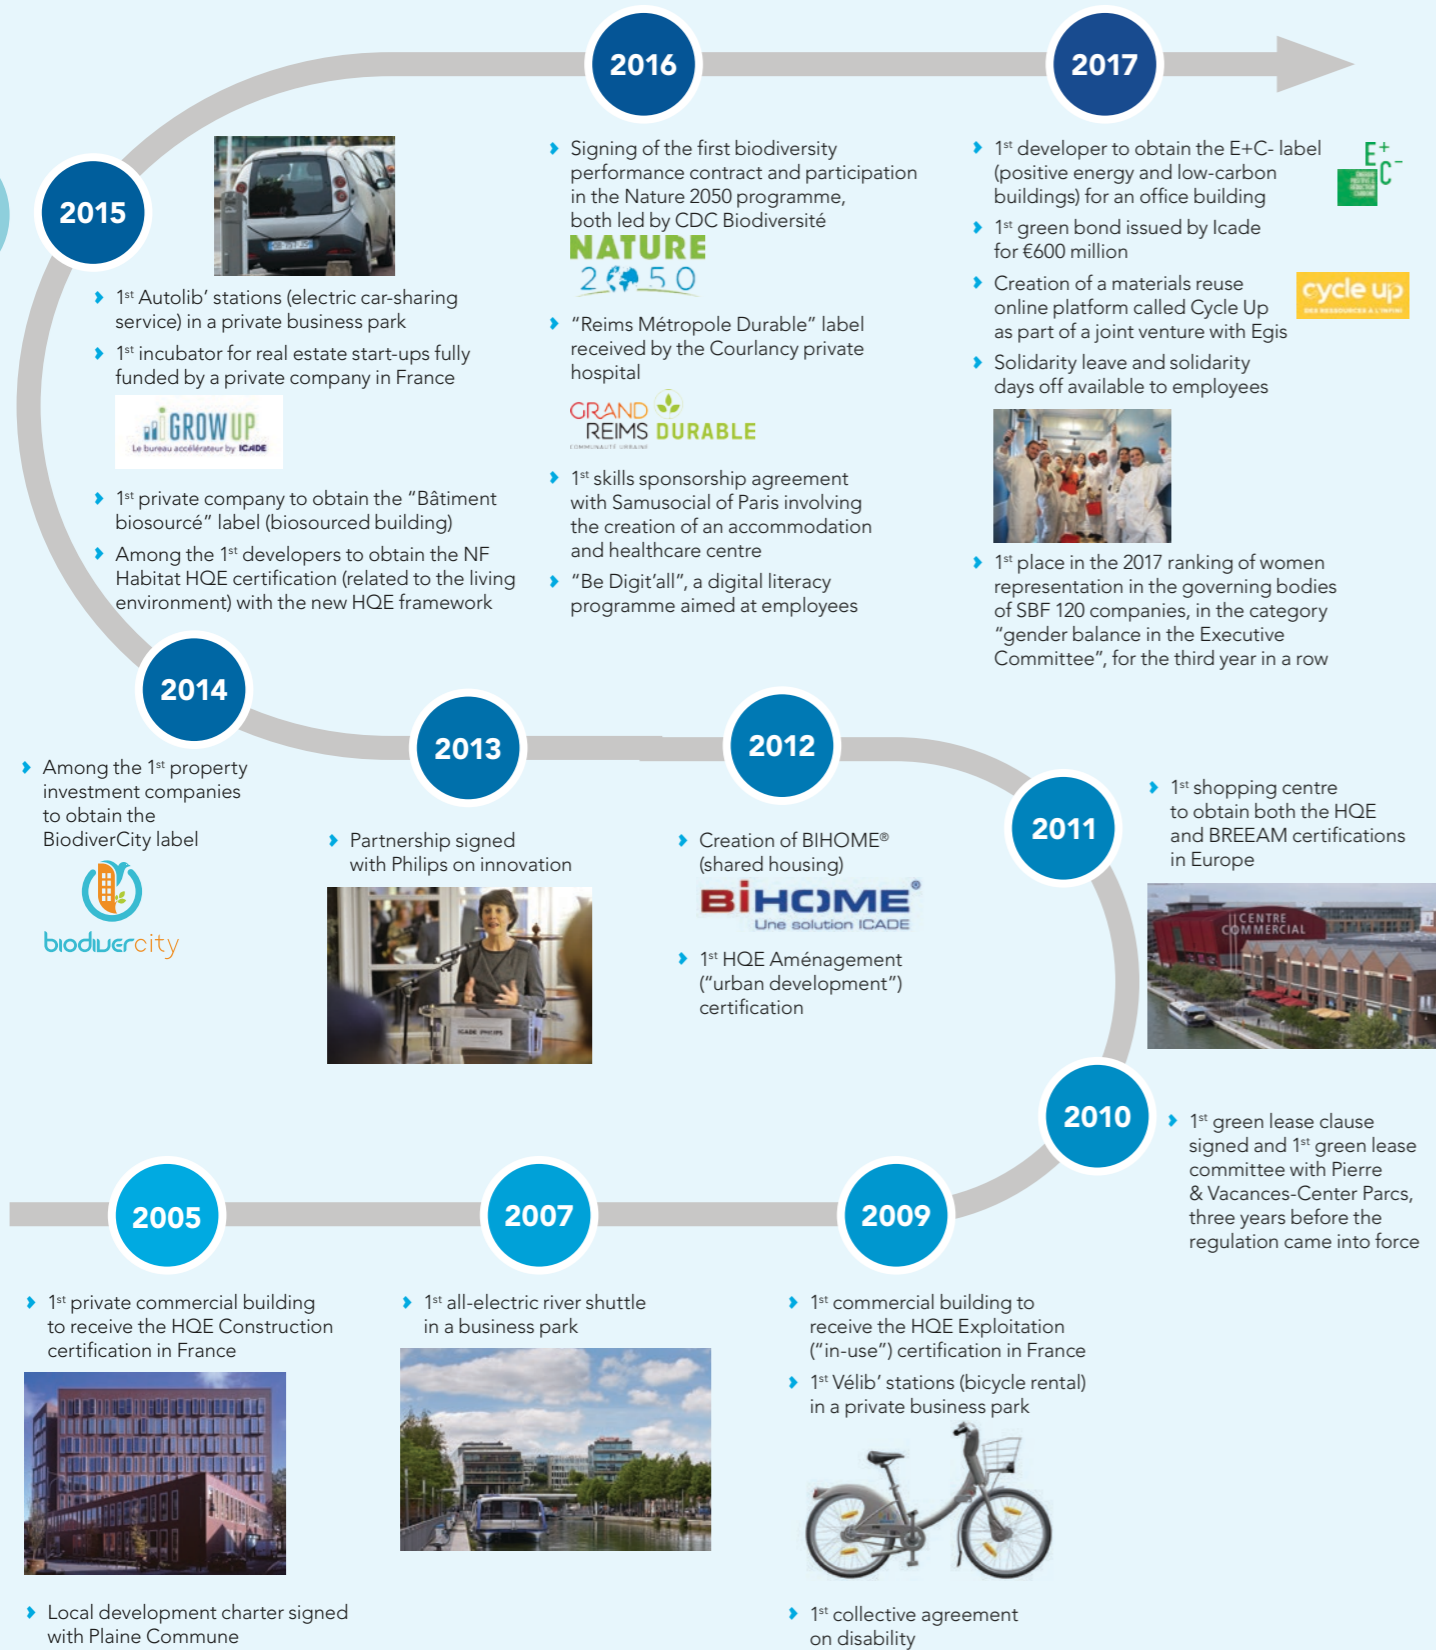 2016
2017
2015
1st Autolib' stations (electric car-sharing
service) in a private business park
1st incubator for real estate start-ups fully
funded by a private company in France
iGROWUP
Le bureau accélérateur by ICADE
1st private company to obtain the “Bâtiment
biosourcé” label (biosourced building)
Among the 1st developers to obtain the NF
Habitat HQE certification (related to the living
environment) with the new HQE framework
Signing of the first biodiversity
performance contract and participation
in the Nature 2050 programme,
both led by CDC Biodiversité
NATURE
2050
“Reims Métropole Durable” label
received by the Courlancy private
hospital
GRAND
REIMS DURABLE
COMMUNAUTÉ URBAINE
1st skills sponsorship agreement
with Samusocial of Paris involving
the creation of an accommodation
and healthcare centre
“Be Digit'all”, a digital literacy
programme aimed at employees
1st developer to obtain the E+C- label
(positive energy and low-carbon
buildings) for an office building
E+
C-
1st green bond issued by Icade
for €600 million
Creation of a materials reuse
online platform called Cycle Up
as part of a joint venture with Egis
cycle up
DES RESSOURCES À L'INFINI
Solidarity leave and solidarity
days off available to employees
1st place in the 2017 ranking of women
representation in the governing bodies
of SBF 120 companies, in the category
“gender balance in the Executive
Committee”, for the third year in a row
2014
2013
2012
2011
Among the 1st property
investment companies
to obtain the
BiodiverCity label
biodivercity
Partnership signed
with Philips on innovation
ICADE PHILIPS
Creation of BIHOME®
(shared housing)
BiHOME®
Une solution ICADE
1st HQE Aménagement
(“urban development”)
certification
1st shopping centre
to obtain both the HQE
and BREEAM certifications
in Europe
CENTRE
COMMERCIAL
2010
1st green lease clause
signed and 1st green lease
committee with Pierre
& Vacances-Center Parcs,
three years before the
regulation came into force
2005
2007
2009
1st private commercial building
to receive the HQE Construction
certification in France
Local development charter signed
with Plaine Commune
1st all-electric river shuttle
in a business park
1st commercial building to
receive the HQE Exploitation
(“in-use”) certification in France
1st Vélib' stations (bicycle rental)
in a private business park
1st collective agreement
on disability